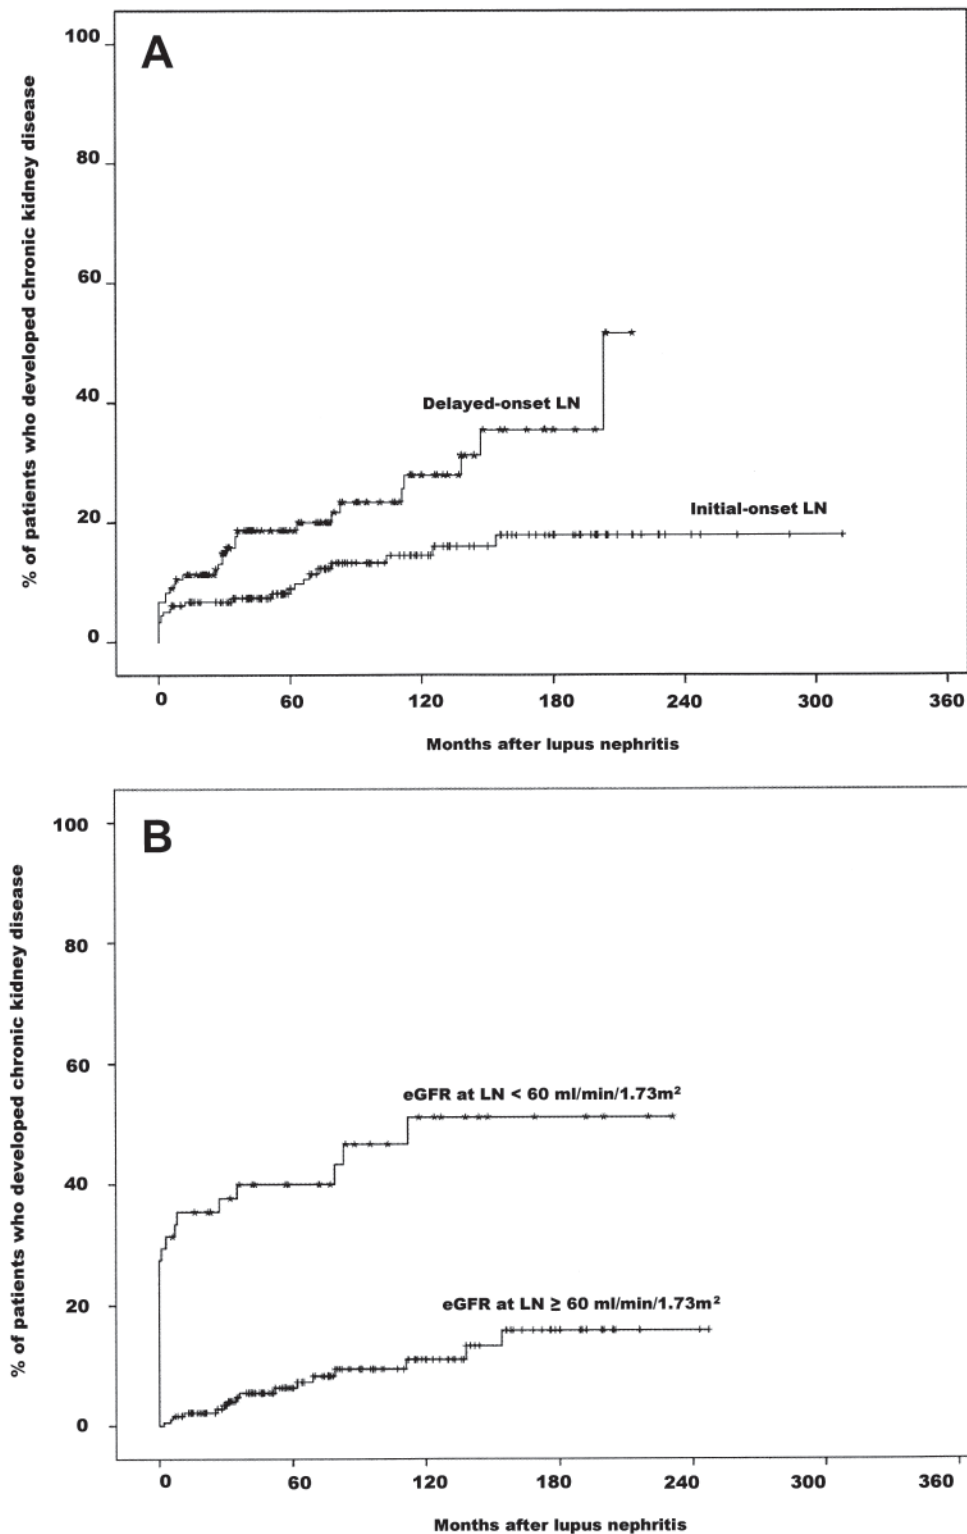 A
% of patients who developed chronic kidney disease
100
80
60
40
20
0
Delayed-onset LN
Initial-onset LN
0 60 120 180 240 300 360
Months after lupus nephritis
B
% of patients who developed chronic kidney disease
100
80
60
40
20
0
eGFR at LN < 60 ml/min/1.73m²
eGFR at LN ≥ 60 ml/min/1.73m²
0 60 120 180 240 300 360
Months after lupus nephritis